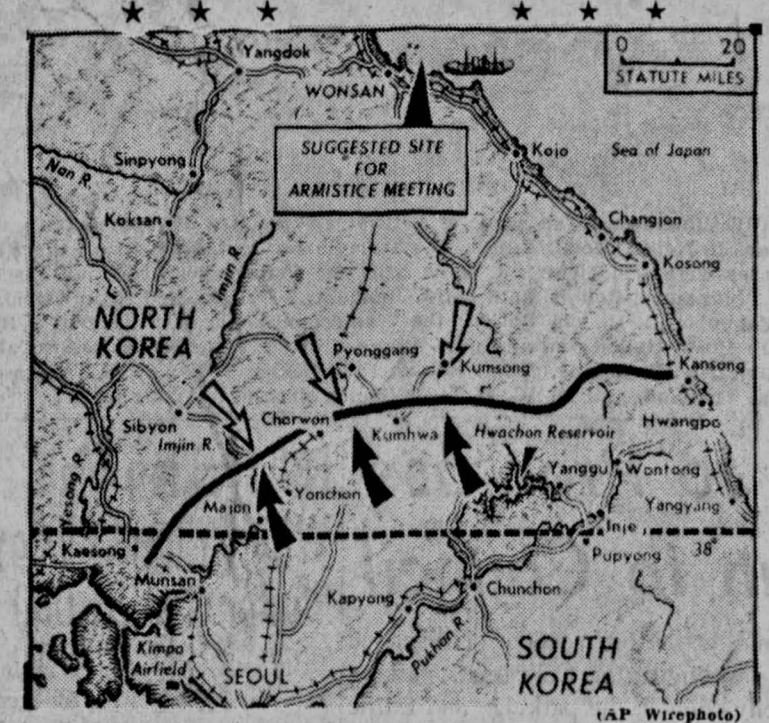 0 20
STATUTE MILES
Yangdok
WONSAN
SUGGESTED SITE
FOR
ARMISTICE MEETING
Kojo
Sea of Japan
Sinpyong
Nan R.
Koksan
Imjin R.
Changjon
Kosong
NORTH
KOREA
Pyonggang
Kumsong
Kansong
Sibyon
Imjin R.
Chorwon
Kumhwa
Hwachon Reservoir
Hwangpo
Yesong R.
Majon
Yonchon
Yanggu
Wontong
Yangyang
Inje
Kaesong
Pupyong
38°
Munsan
Kapyong
Chunchon
Pukhan R.
Kimpo
Airfield
SEOUL
SOUTH
KOREA
(AP Wirephoto)